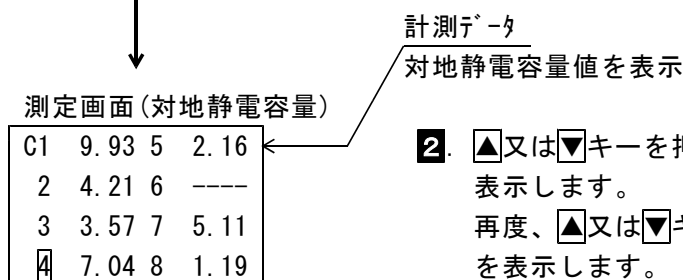 計測ﾃﾞｰﾀ
対地静電容量値を表示
測定画面(対地静電容量)
C1 9.93 5 2.16
2 4.21 6 ----
3 3.57 7 5.11
4 7.04 8 1.19
2. ▲又は▼キーを押
表示します。
再度、▲又は▼キ
を表示します。